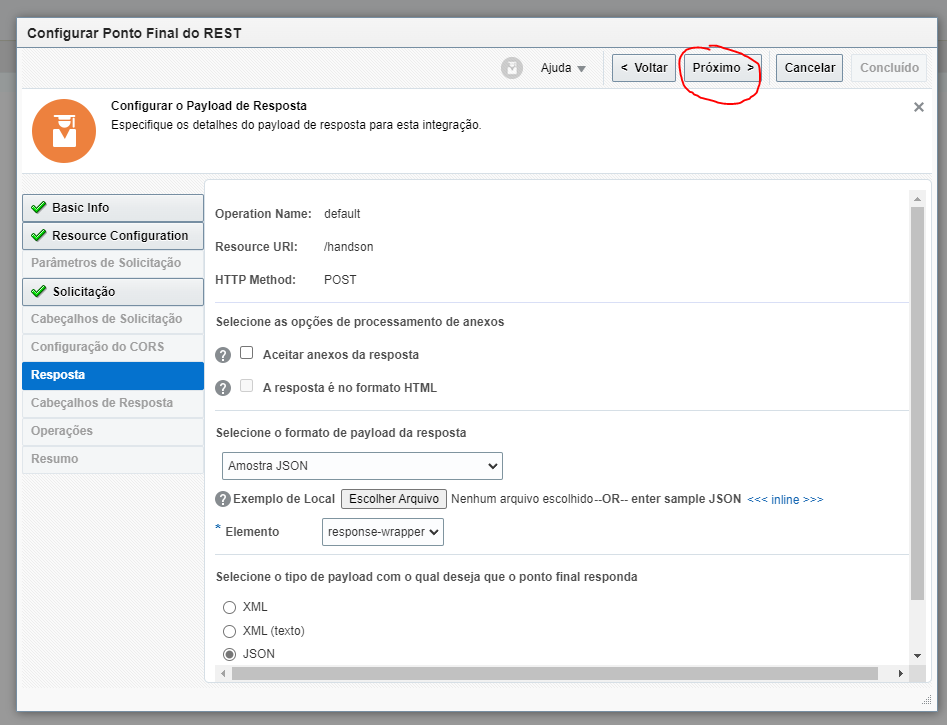 Configurar Ponto Final do REST
Ajuda
< Voltar
Próximo >
Cancelar
Concluído
Configurar o Payload de Resposta
Especifique os detalhes do payload de resposta para esta integração.
Basic Info
Resource Configuration
Parâmetros de Solicitação
Solicitação
Cabeçalhos de Solicitação
Configuração do CORS
Resposta
Cabeçalhos de Resposta
Operações
Resumo
Operation Name: default
Resource URI: /handson
HTTP Method: POST
Selecione as opções de processamento de anexos
? Aceitar anexos da resposta
? A resposta é no formato HTML
Selecione o formato de payload da resposta
Amostra JSON
? Exemplo de Local Escolher Arquivo Nenhum arquivo escolhido--OR-- enter sample JSON <<< inline >>>
* Elemento response-wrapper
Selecione o tipo de payload com o qual deseja que o ponto final responda
XML
XML (texto)
JSON